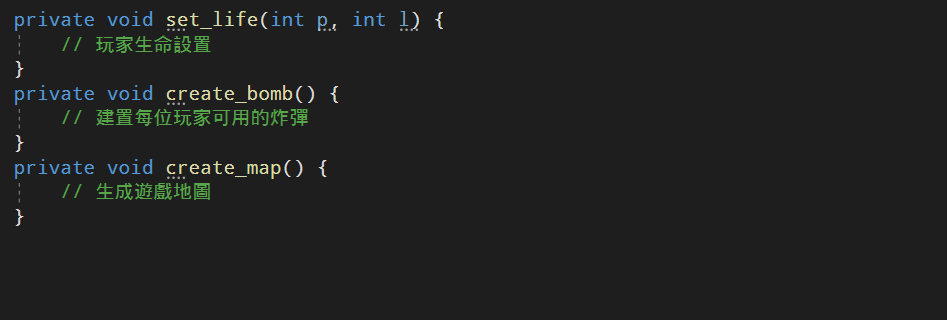 private void set_life(int p, int l) {
// 玩家生命設置
}
private void create_bomb() {
// 建置每位玩家可用的炸彈
}
private void create_map() {
// 生成遊戲地圖
}